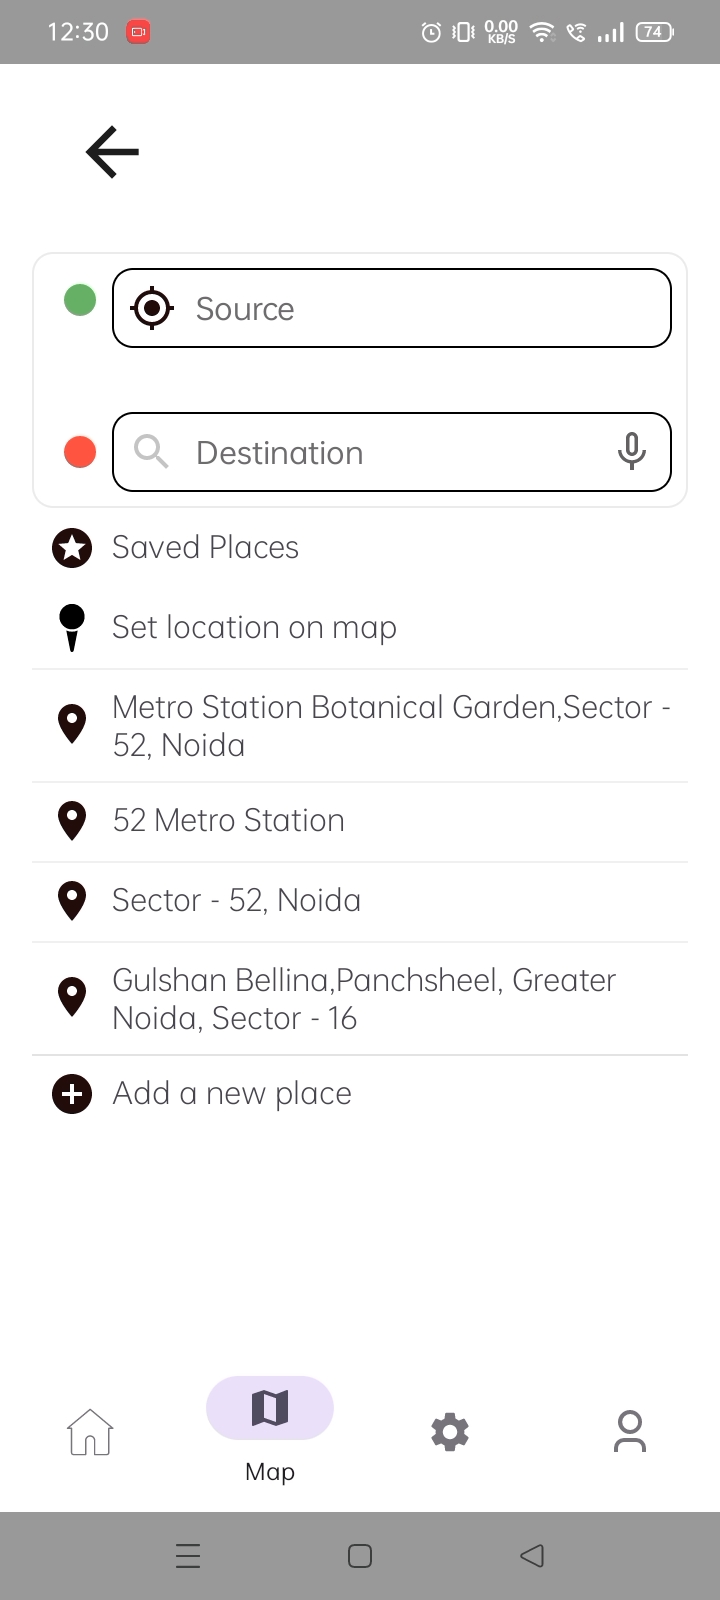 12:30
0.00
KB/S
74
Source
Destination
Saved Places
Set location on map
Metro Station Botanical Garden,Sector -
52, Noida
52 Metro Station
Sector - 52, Noida
Gulshan Bellina,Panchsheel, Greater
Noida, Sector - 16
Add a new place
Map